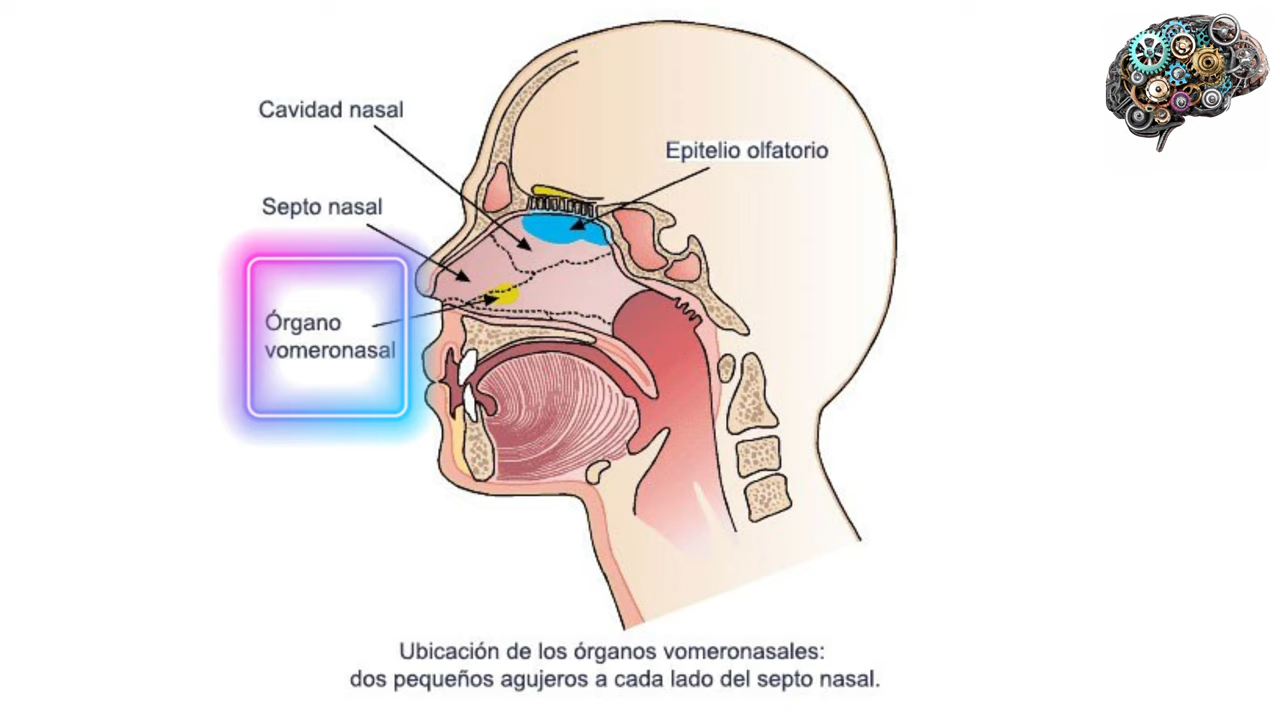 Cavidad nasal
Epitelio olfatorio
Septo nasal
Órgano
vomeronasal
Ubicación de los órganos vomeronasales:
dos pequeños agujeros a cada lado del septo nasal.